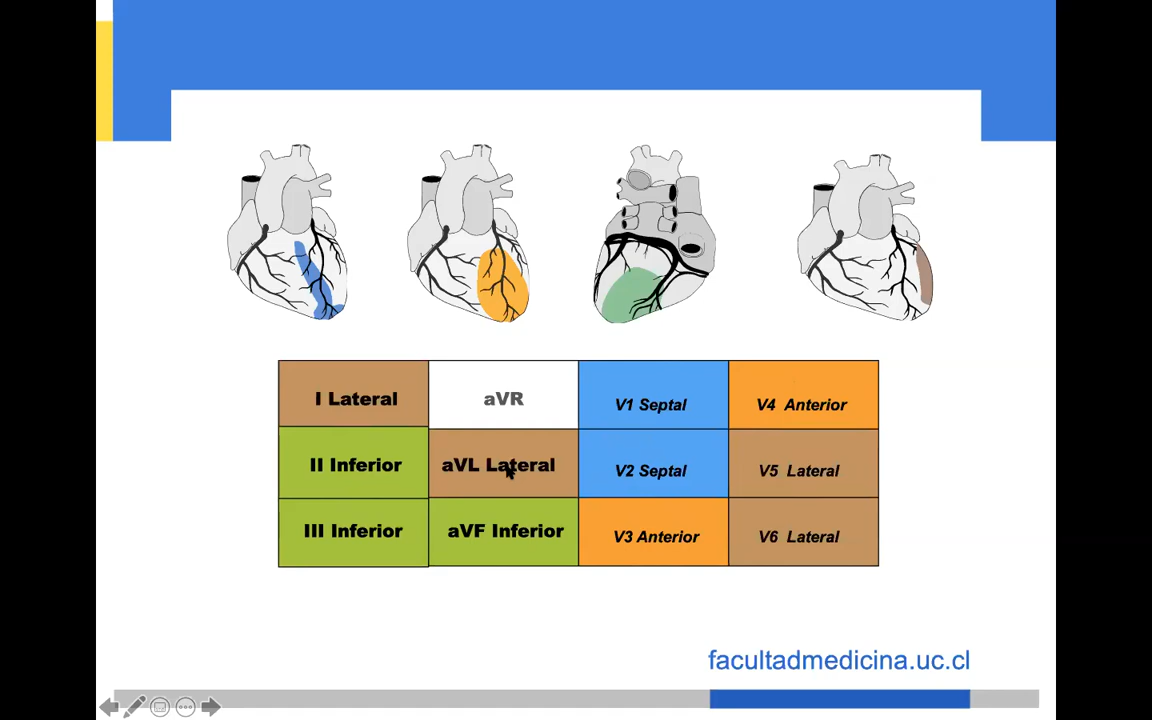 I Lateral
aVR
V1 Septal
V4 Anterior
II Inferior
aVL Lateral
V2 Septal
V5 Lateral
III Inferior
aVF Inferior
V3 Anterior
V6 Lateral
facultadmedicina.uc.cl